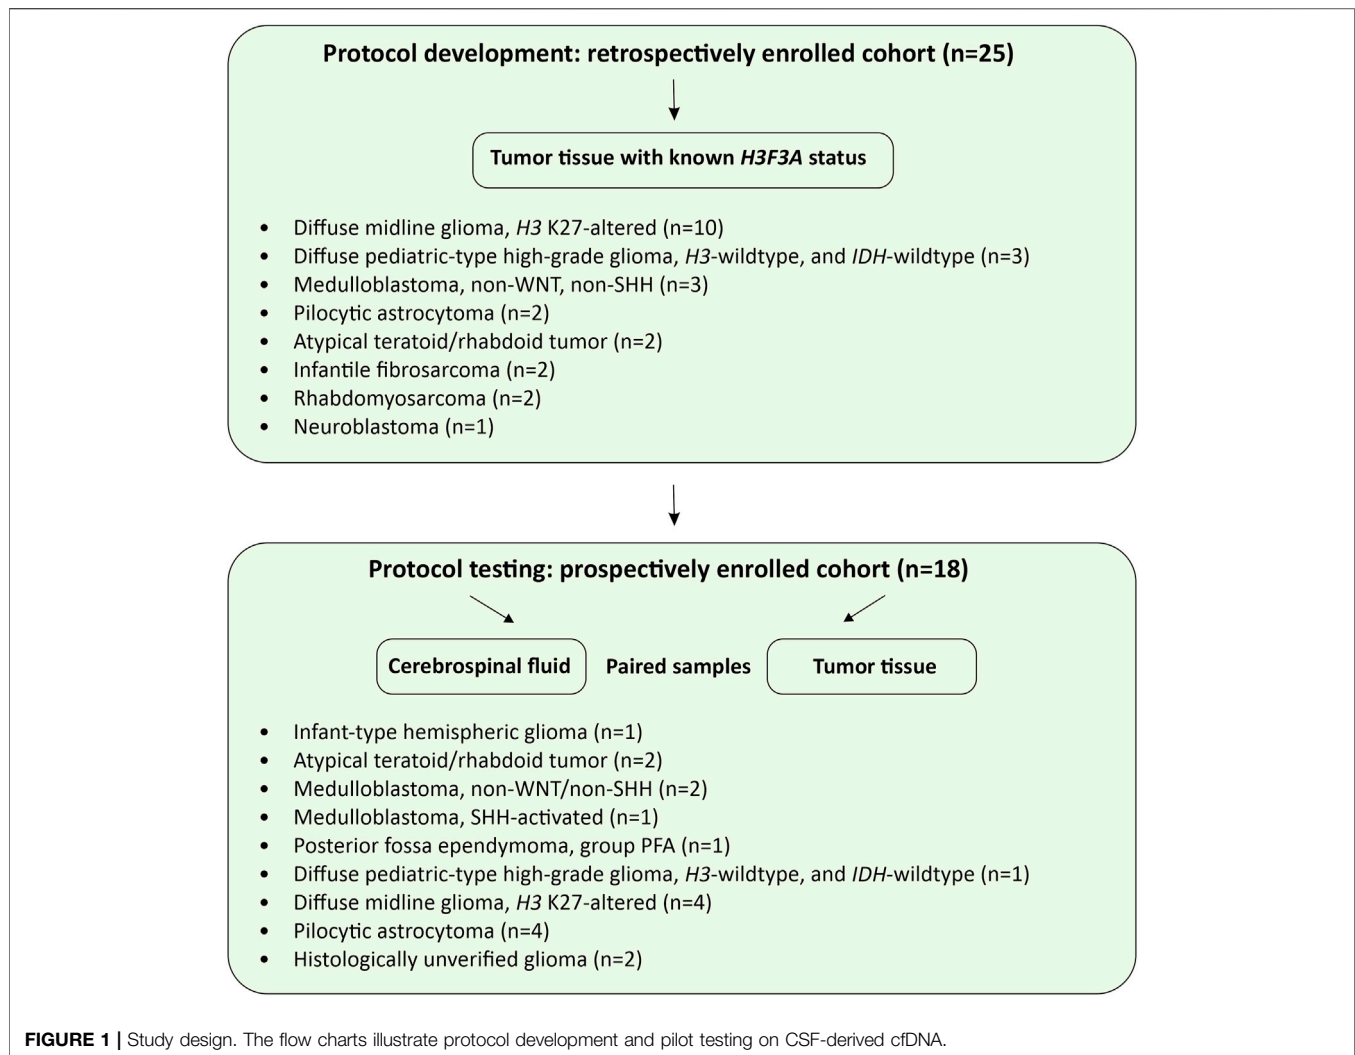 Protocol development: retrospectively enrolled cohort (n=25)
Tumor tissue with known H3F3A status
• Diffuse midline glioma, H3 K27-altered (n=10)
• Diffuse pediatric-type high-grade glioma, H3-wildtype, and IDH-wildtype (n=3)
• Medulloblastoma, non-WNT, non-SHH (n=3)
• Pilocytic astrocytoma (n=2)
• Atypical teratoid/rhabdoid tumor (n=2)
• Infantile fibrosarcoma (n=2)
• Rhabdomyosarcoma (n=2)
• Neuroblastoma (n=1)
Protocol testing: prospectively enrolled cohort (n=18)
Cerebrospinal fluid Paired samples Tumor tissue
• Infant-type hemispheric glioma (n=1)
• Atypical teratoid/rhabdoid tumor (n=2)
• Medulloblastoma, non-WNT/non-SHH (n=2)
• Medulloblastoma, SHH-activated (n=1)
• Posterior fossa ependymoma, group PFA (n=1)
• Diffuse pediatric-type high-grade glioma, H3-wildtype, and IDH-wildtype (n=1)
• Diffuse midline glioma, H3 K27-altered (n=4)
• Pilocytic astrocytoma (n=4)
• Histologically unverified glioma (n=2)
FIGURE 1 | Study design. The flow charts illustrate protocol development and pilot testing on CSF-derived cfDNA.